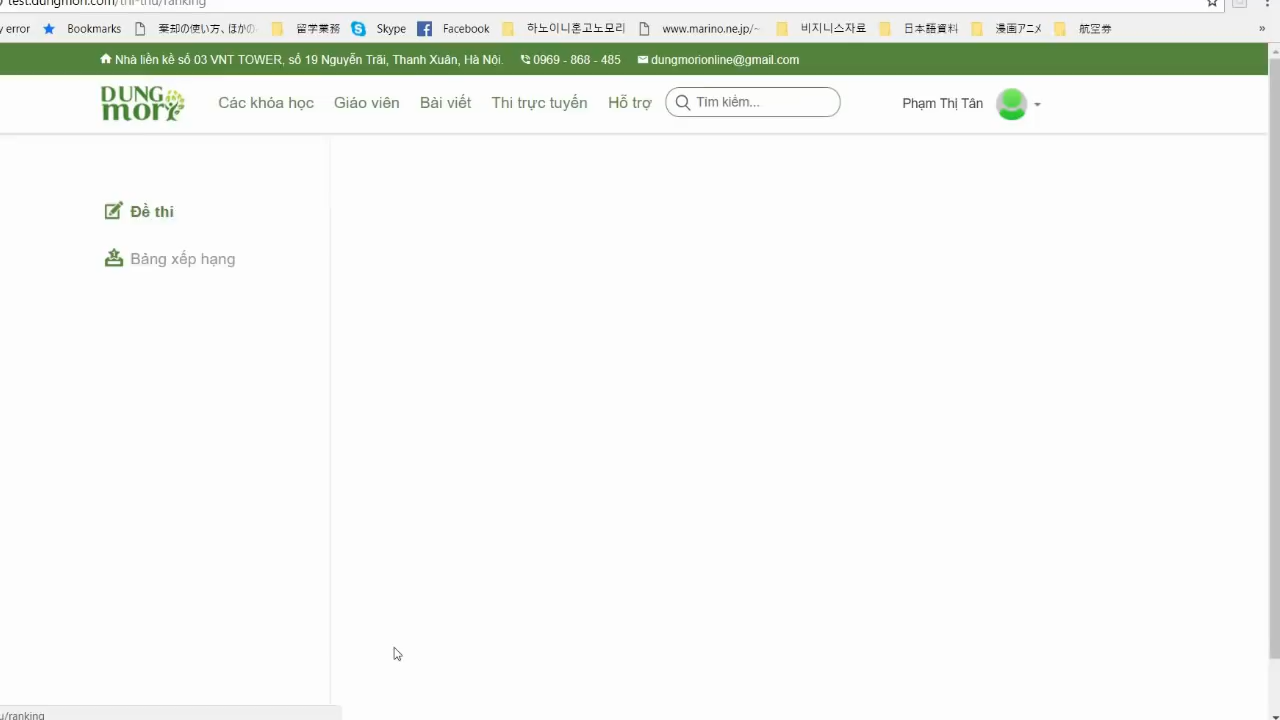 test.dungmori.com/thi-thu/ranking
y error Bookmarks 薬却の使い方、ほかの 留学業務 Skype Facebook 하노이니혼고노모리 www.marino.ne.jp/~ 비지니스자료 日本語資料 漫画アニメ 航空券 »
Nhà liền kề số 03 VNT TOWER, số 19 Nguyễn Trãi, Thanh Xuân, Hà Nội. 0969 - 868 - 485 dungmorionline@gmail.com
DUNG
mori
Các khóa học Giáo viên Bài viết Thi trực tuyến Hỗ trợ Tìm kiếm... Phạm Thị Tân
Đề thi
Bảng xếp hạng
u/ranking